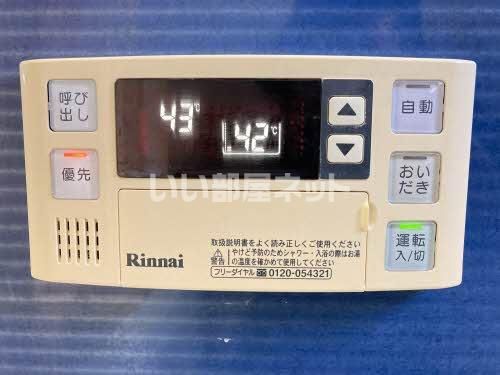 呼び
出し
優先
43℃
42℃
自動
おい
だき
運転
入/切
いい部屋ネット
Rinnai
取扱説明書をよく読み正しくご使用ください
警告
やけど予防のためシャワー・入浴の際はお湯
の温度を確かめて使用してください
フリーダイヤル 0120-054321